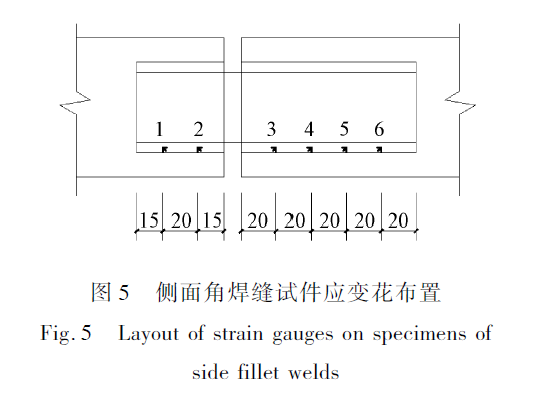 1 2 3 4 5 6
15 20 15 20 20 20 20 20
图 5 侧面角焊缝试件应变花布置
Fig. 5 Layout of strain gauges on specimens of
side fillet welds